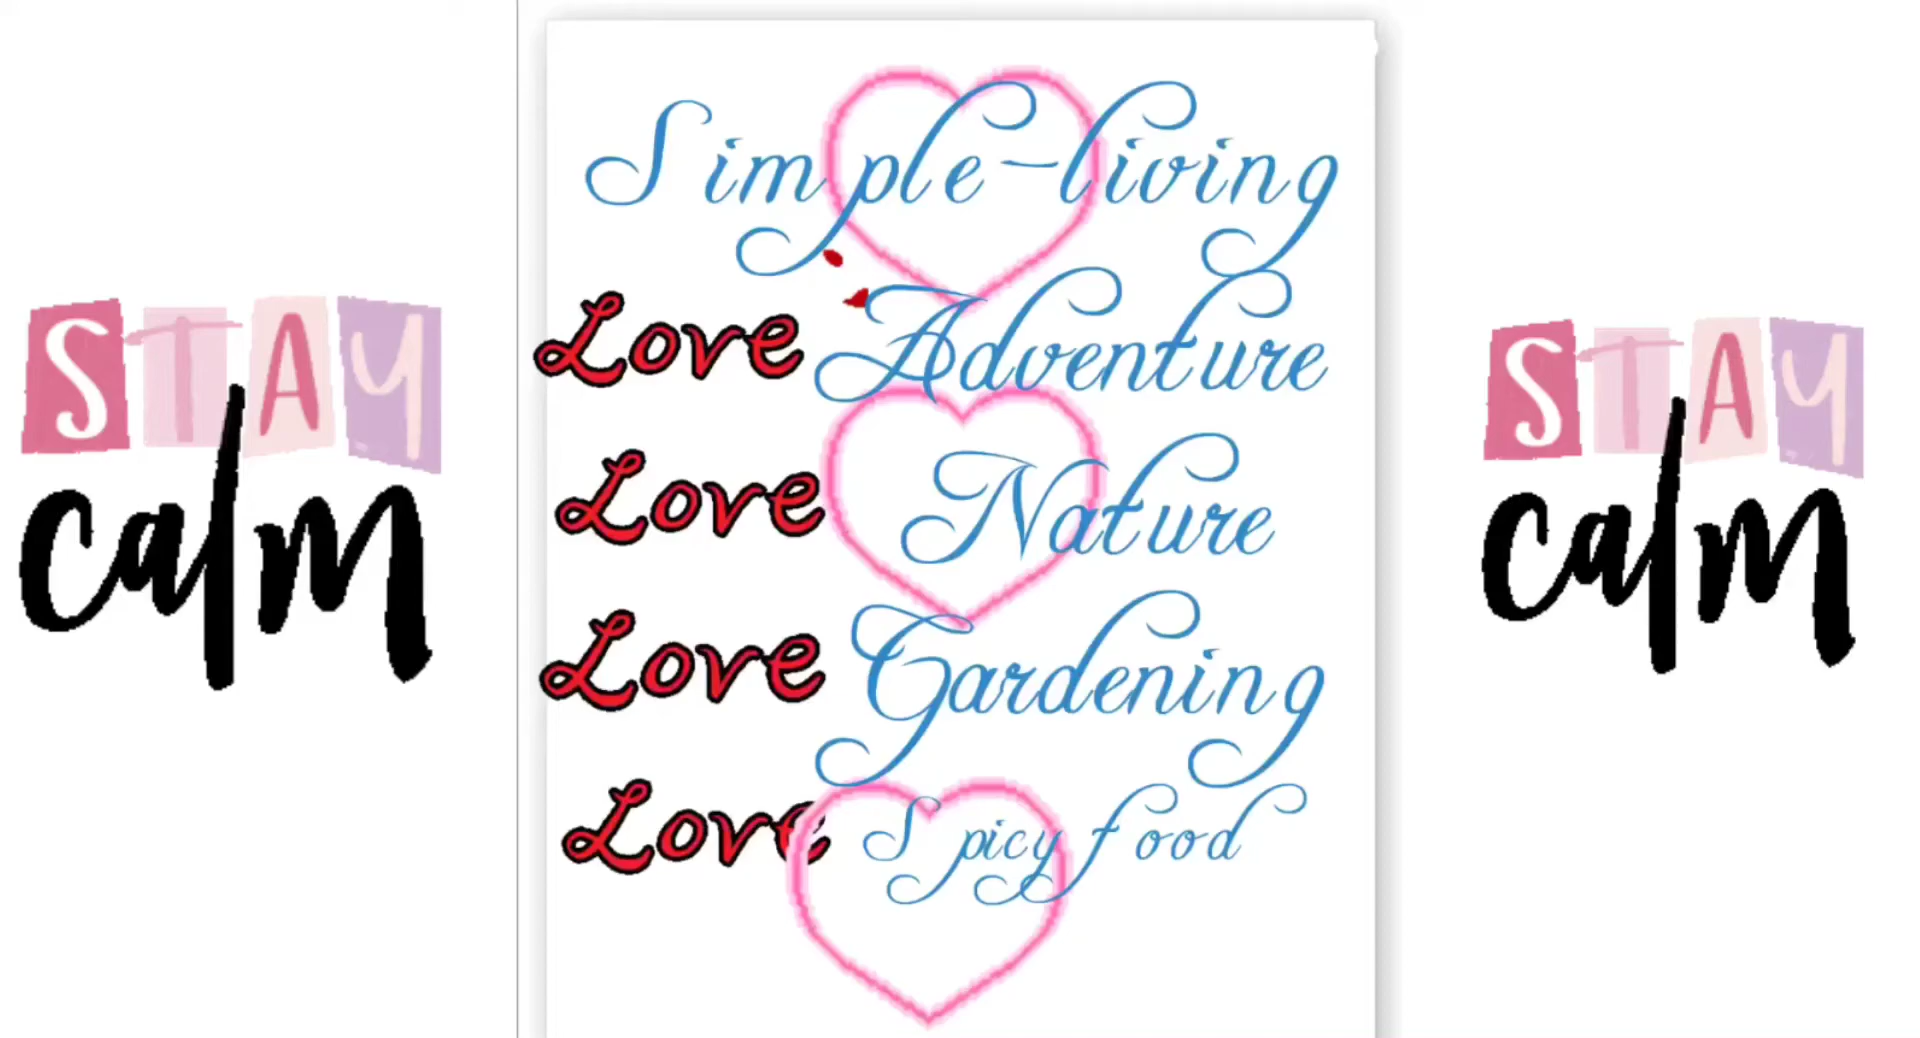 STAY
calm
Simple-living
Love Adventure
Love Nature
Love Gardening
Love Spicy food
STAY
calm